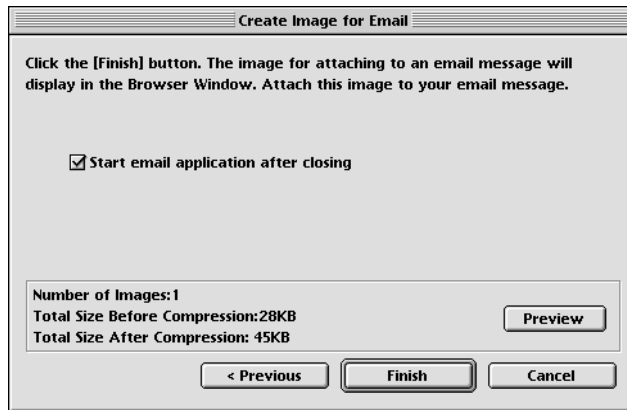 Create Image for Email
Click the [Finish] button. The image for attaching to an email message will
display in the Browser Window. Attach this image to your email message.
Start email application after closing
Number of Images:1
Total Size Before Compression:28KB
Total Size After Compression: 45KB
Preview
< Previous
Finish
Cancel